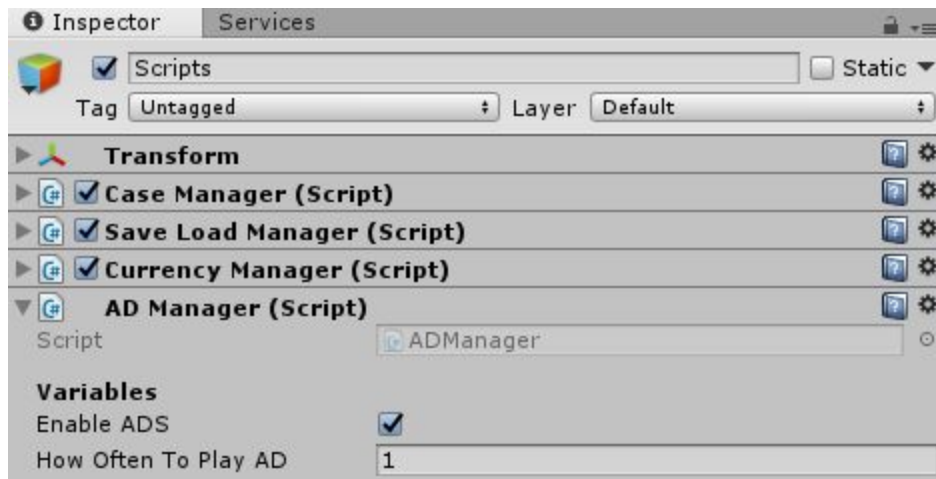 Inspector Services
Scripts Static
Tag Untagged Layer Default
Transform
C# Case Manager (Script)
C# Save Load Manager (Script)
C# Currency Manager (Script)
C# AD Manager (Script)
Script ADManager
Variables
Enable ADS
How Often To Play AD 1